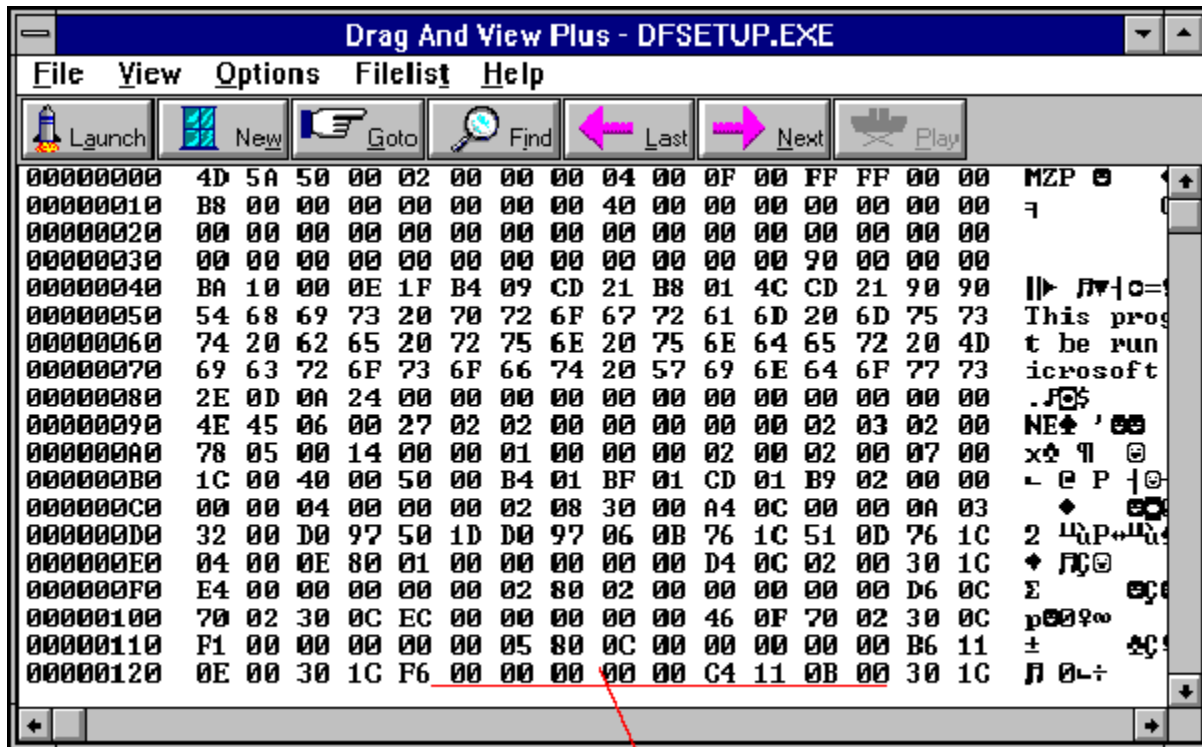 Drag And View Plus - DFSETUP.EXE
File View Options Filelist Help
Launch New Goto Find Last Next Play
00000000 4D 5A 50 00 02 00 00 00 04 00 0F 00 FF FF 00 00 MZP
00000010 B8 00 00 00 00 00 00 00 40 00 00 00 00 00 00 00 ╕
00000020 00 00 00 00 00 00 00 00 00 00 00 00 00 00 00 00
00000030 00 00 00 00 00 00 00 00 00 00 00 00 90 00 00 00
00000040 BA 10 00 0E 1F B4 09 CD 21 B8 01 4C CD 21 90 90
00000050 54 68 69 73 20 70 72 6F 67 72 61 6D 20 6D 75 73 This prog
00000060 74 20 62 65 20 72 75 6E 20 75 6E 64 65 72 20 4D t be run
00000070 69 63 72 6F 73 6F 66 74 20 57 69 6E 64 6F 77 73 icrosoft
00000080 2E 0D 0A 24 00 00 00 00 00 00 00 00 00 00 00 00 .♪◙$
00000090 4E 45 06 00 27 02 02 00 00 00 00 00 02 03 02 00 NE♠ '☻☻
000000A0 78 05 00 14 00 00 01 00 00 00 02 00 02 00 07 00 x♣ ¶ ☺
000000B0 1C 00 40 00 50 00 B4 01 BF 01 CD 01 B9 02 00 00 ∟ @ P ┤☺
000000C0 00 00 04 00 00 00 02 08 30 00 A4 0C 00 00 0A 03 ♦ ☻◘
000000D0 32 00 D0 97 50 1D D0 97 06 0B 76 1C 51 0D 76 1C 2 ╨ùP↔╨ù
000000E0 04 00 0E 80 01 00 00 00 00 00 D4 0C 02 00 30 1C ♦ ♫Ç☺
000000F0 E4 00 00 00 00 00 02 80 02 00 00 00 00 00 D6 0C Σ ☻Ç
00000100 70 02 30 0C EC 00 00 00 00 00 46 0F 70 02 30 0C p☻0♀∞
00000110 F1 00 00 00 00 00 05 80 0C 00 00 00 00 00 B6 11 ± ♣Ç
00000120 0E 00 30 1C F6 00 00 00 00 00 C4 11 0B 00 30 1C ♫ 0∟÷